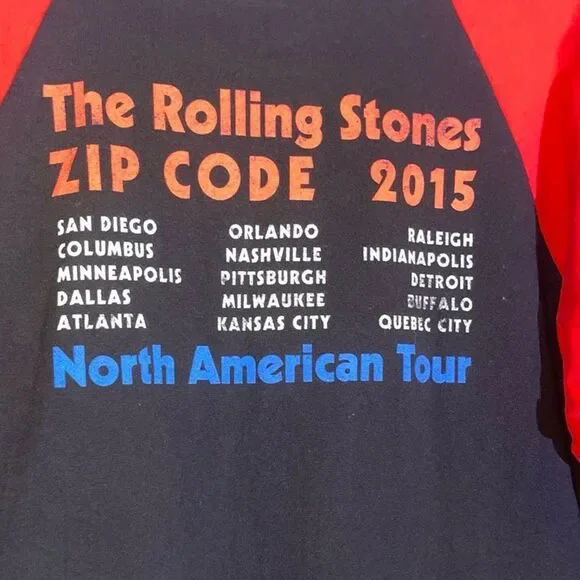 The Rolling Stones
ZIP CODE 2015
SAN DIEGO
COLUMBUS
MINNEAPOLIS
DALLAS
ATLANTA
ORLANDO
NASHVILLE
PITTSBURGH
MILWAUKEE
KANSAS CITY
RALEIGH
INDIANAPOLIS
DETROIT
BUFFALO
QUEBEC CITY
North American Tour